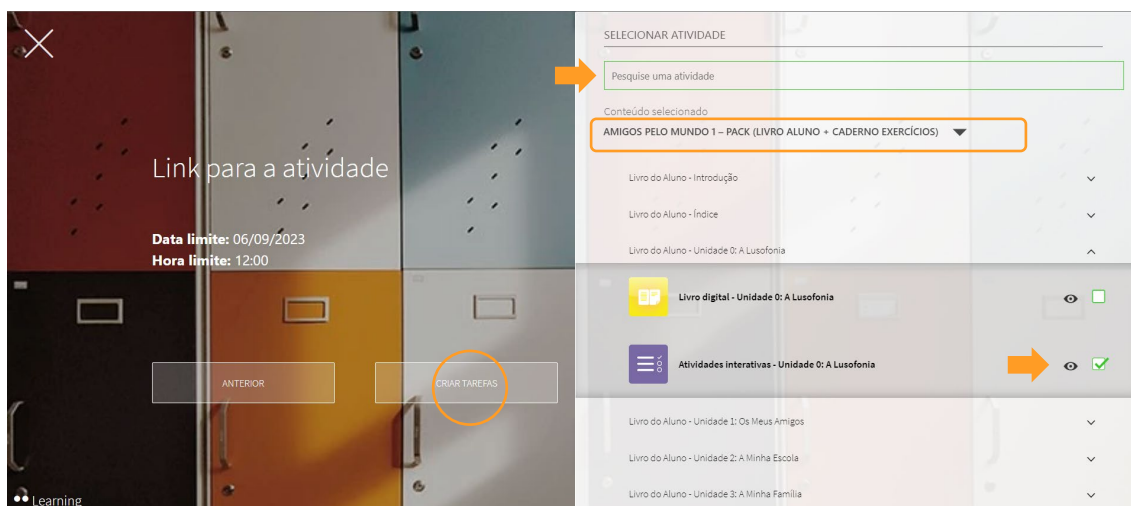 Link para a atividade
Data limite: 06/09/2023
Hora limite: 12:00
ANTERIOR
CRIAR TAREFAS
Learning
SELECIONAR ATIVIDADE
Pesquise uma atividade
Conteúdo selecionado
AMIGOS PELO MUNDO 1 – PACK (LIVRO ALUNO + CADERNO EXERCÍCIOS)
Livro do Aluno - Introdução
Livro do Aluno - Índice
Livro do Aluno - Unidade 0: A Lusofonia
Livro digital - Unidade 0: A Lusofonia
Atividades interativas - Unidade 0: A Lusofonia
Livro do Aluno - Unidade 1: Os Meus Amigos
Livro do Aluno - Unidade 2: A Minha Escola
Livro do Aluno - Unidade 3: A Minha Família